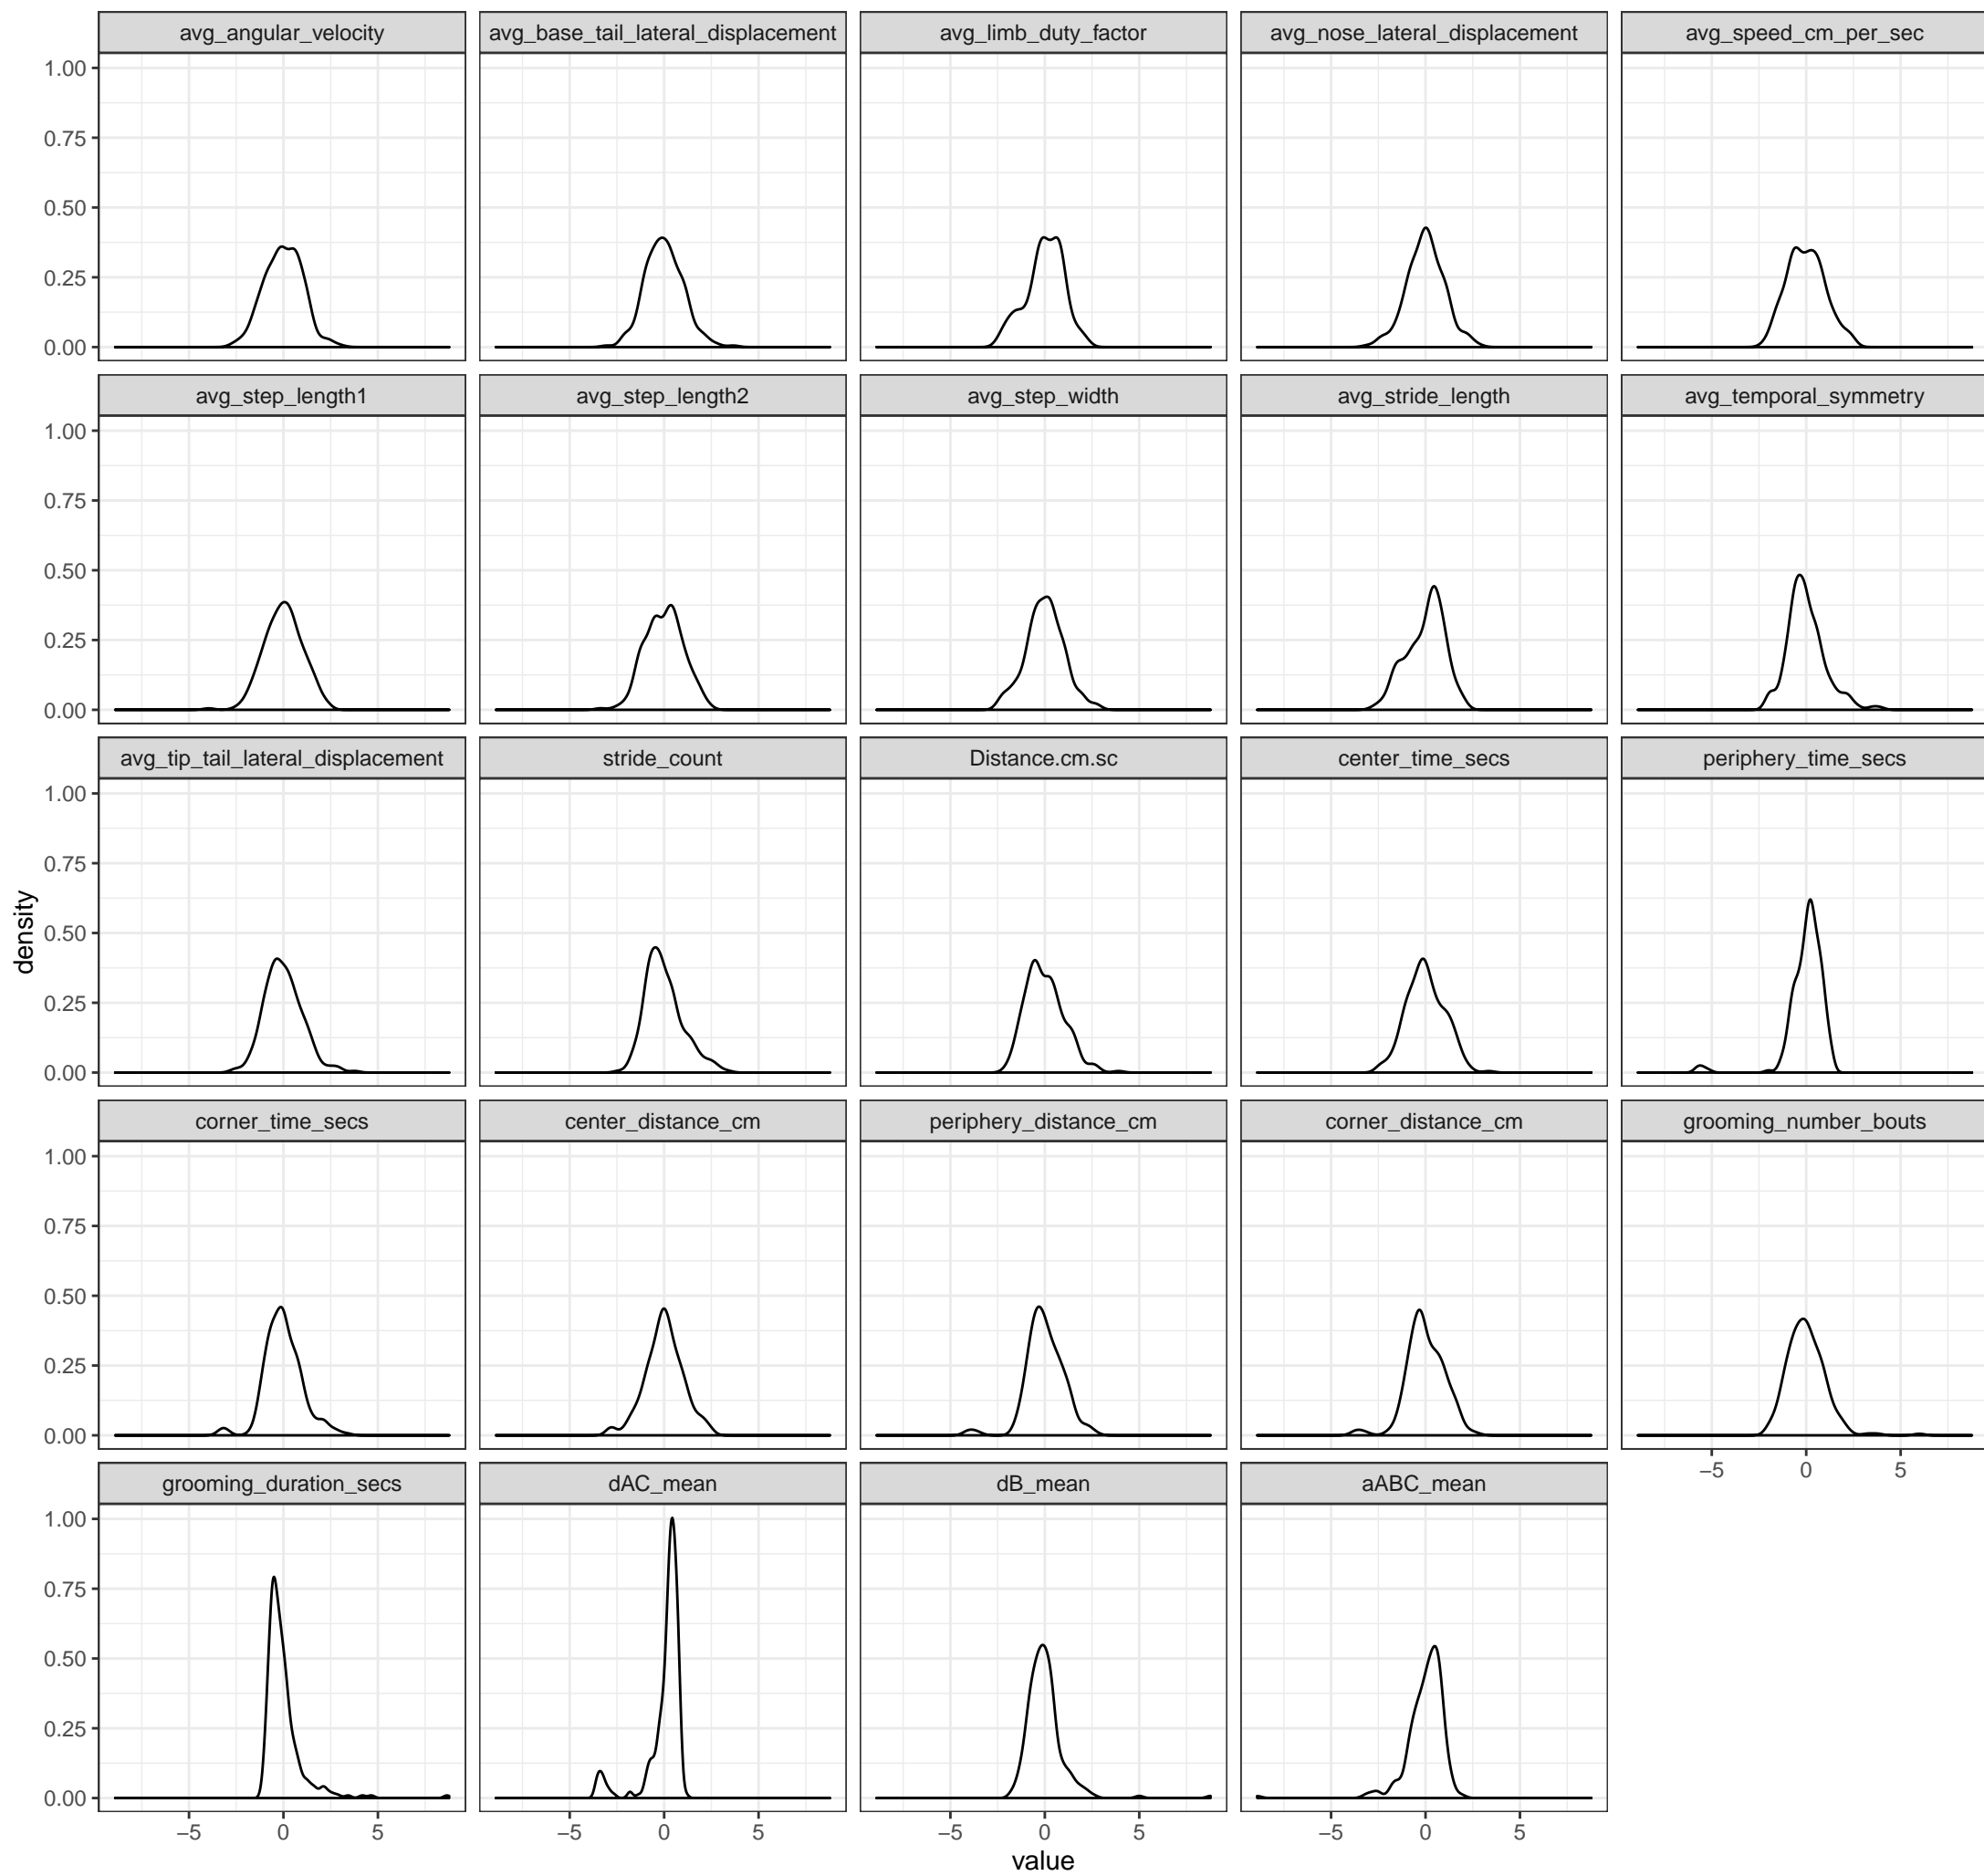 avg_angular_velocity avg_base_tail_lateral_displacement avg_limb_duty_factor avg_nose_lateral_displacement avg_speed_cm_per_sec
1.00
0.75
0.50
0.25
0.00
avg_step_length1 avg_step_length2 avg_step_width avg_stride_length avg_temporal_symmetry
1.00
0.75
0.50
0.25
0.00
avg_tip_tail_lateral_displacement stride_count Distance.cm.sc center_time_secs periphery_time_secs
1.00
0.75
0.50
0.25
0.00
density
corner_time_secs center_distance_cm periphery_distance_cm corner_distance_cm grooming_number_bouts
1.00
0.75
0.50
0.25
0.00
−5 0 5
grooming_duration_secs dAC_mean dB_mean aABC_mean
1.00
0.75
0.50
0.25
0.00
−5 0 5 −5 0 5 −5 0 5 −5 0 5
value